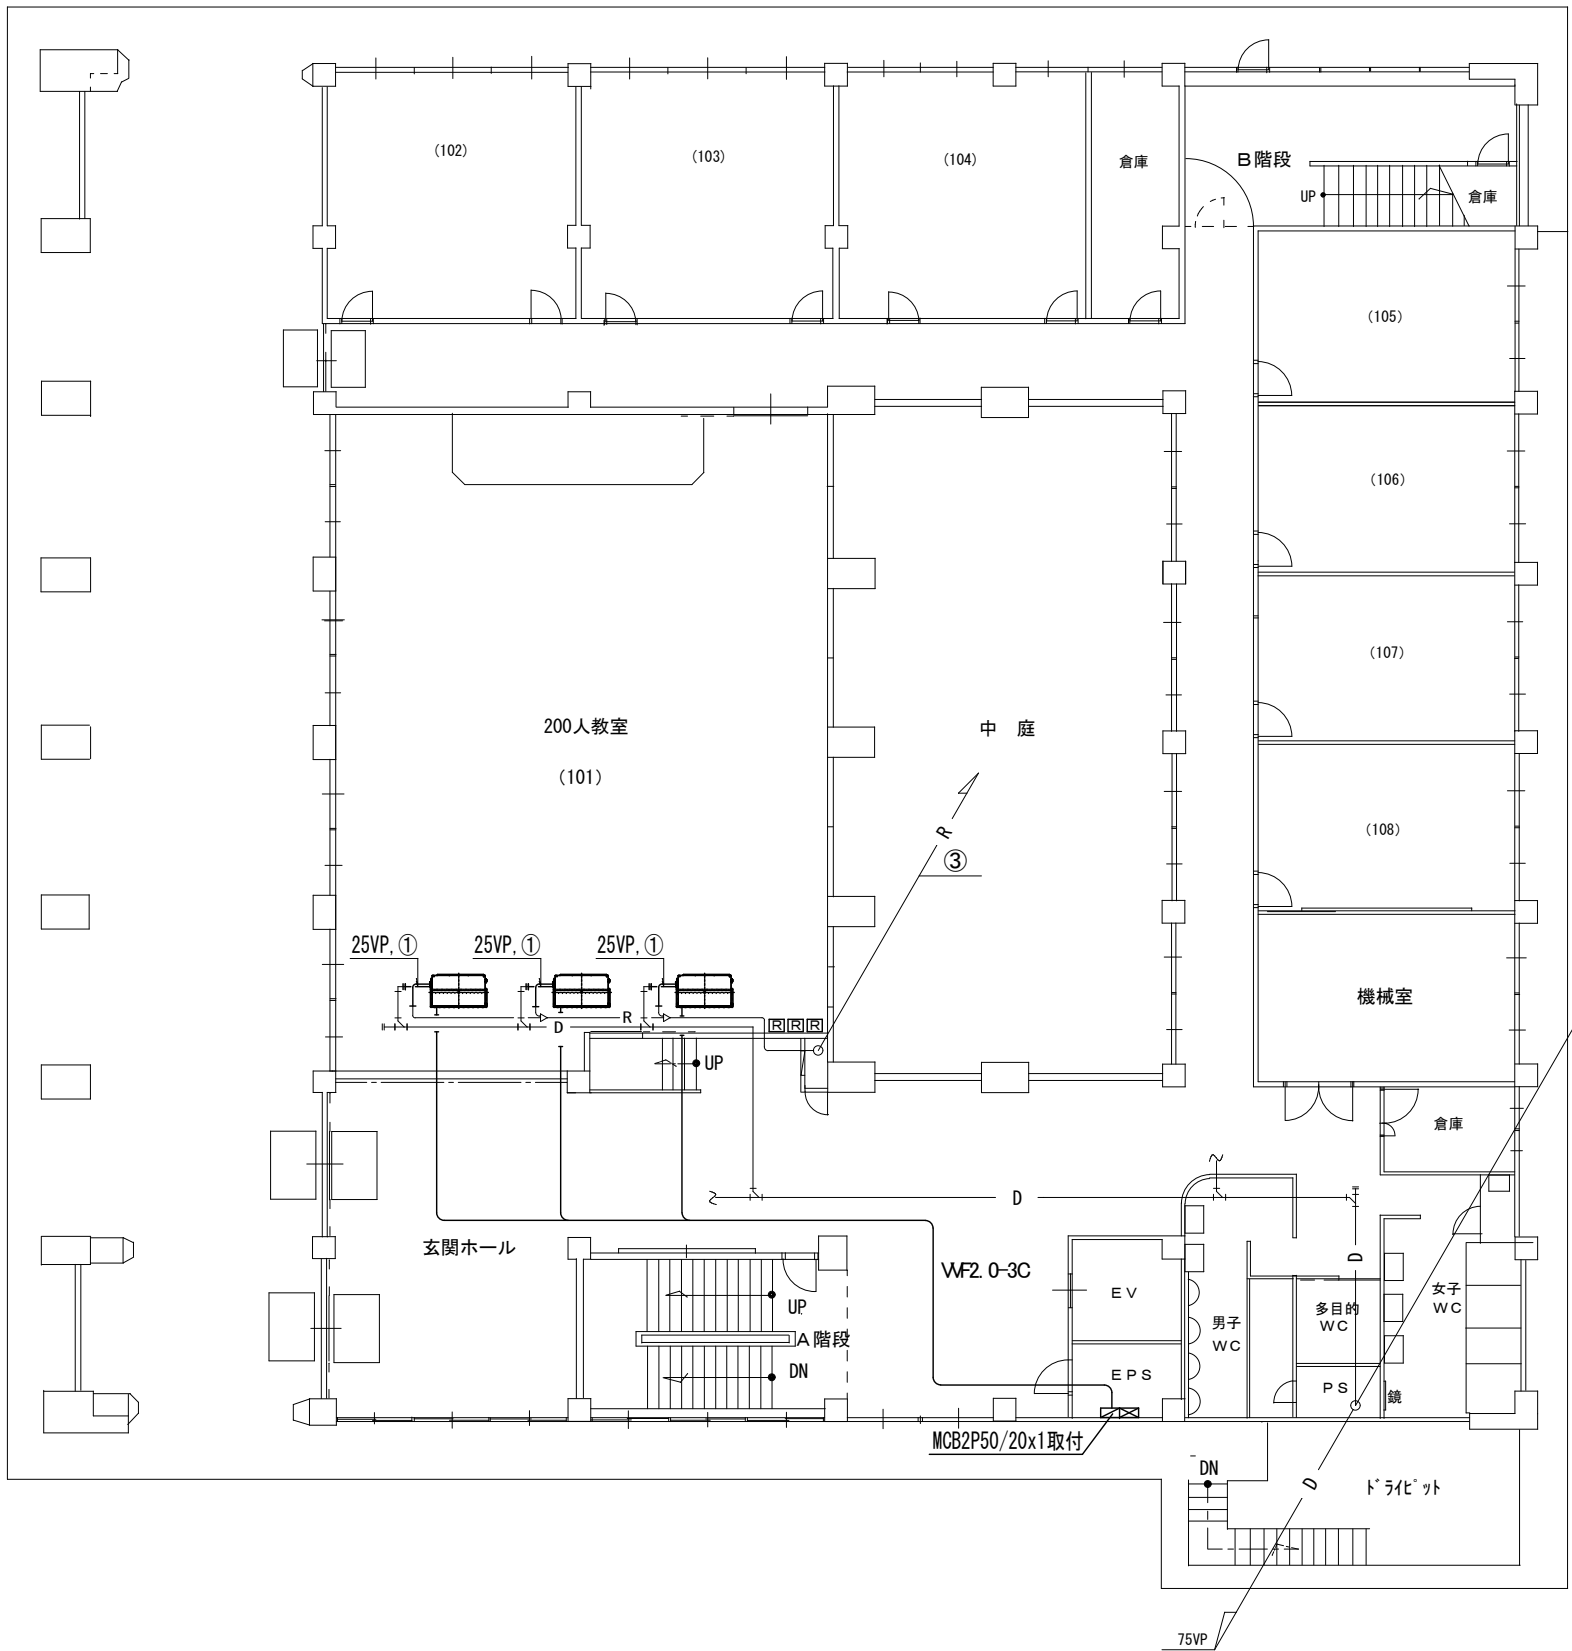 (102)
(103)
(104)
倉庫
B階段
UP
倉庫
(105)
(106)
(107)
200人教室
(101)
中 庭
R
③
(108)
25VP,①
25VP,①
25VP,①
機械室
R
D
R R R
UP
倉庫
D
玄関ホール
VVF2.0-3C
EV
D
女子
WC
多目的
WC
男子
WC
UP
A階段
DN
EPS
PS
鏡
MCB2P50/20x1取付
DN
D
ドライピット
75VP